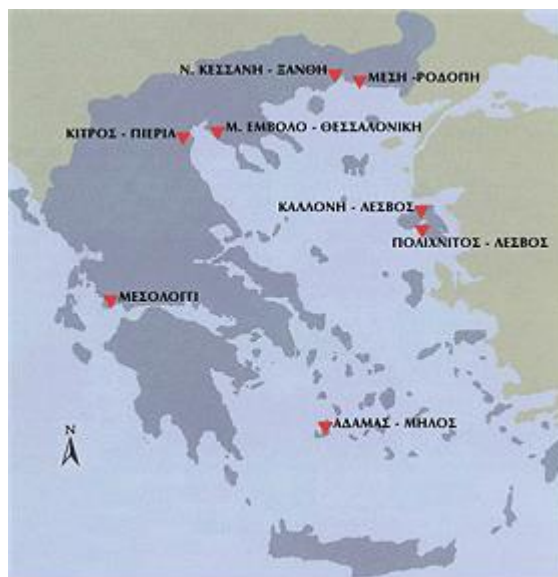 Ν. ΚΕΣΣΑΝΗ - ΞΑΝΘΗ
ΜΕΣΗ -ΡΟΔΟΠΗ
ΚΙΤΡΟΣ - ΠΙΕΡΙΑ
Μ. ΕΜΒΟΛΟ - ΘΕΣΣΑΛΟΝΙΚΗ
ΚΑΛΛΟΝΗ - ΛΕΣΒΟΣ
ΠΟΛΙΧΝΙΤΟΣ - ΛΕΣΒΟΣ
ΜΕΣΟΛΟΓΓΙ
ΑΔΑΜΑΣ - ΜΗΛΟΣ
N